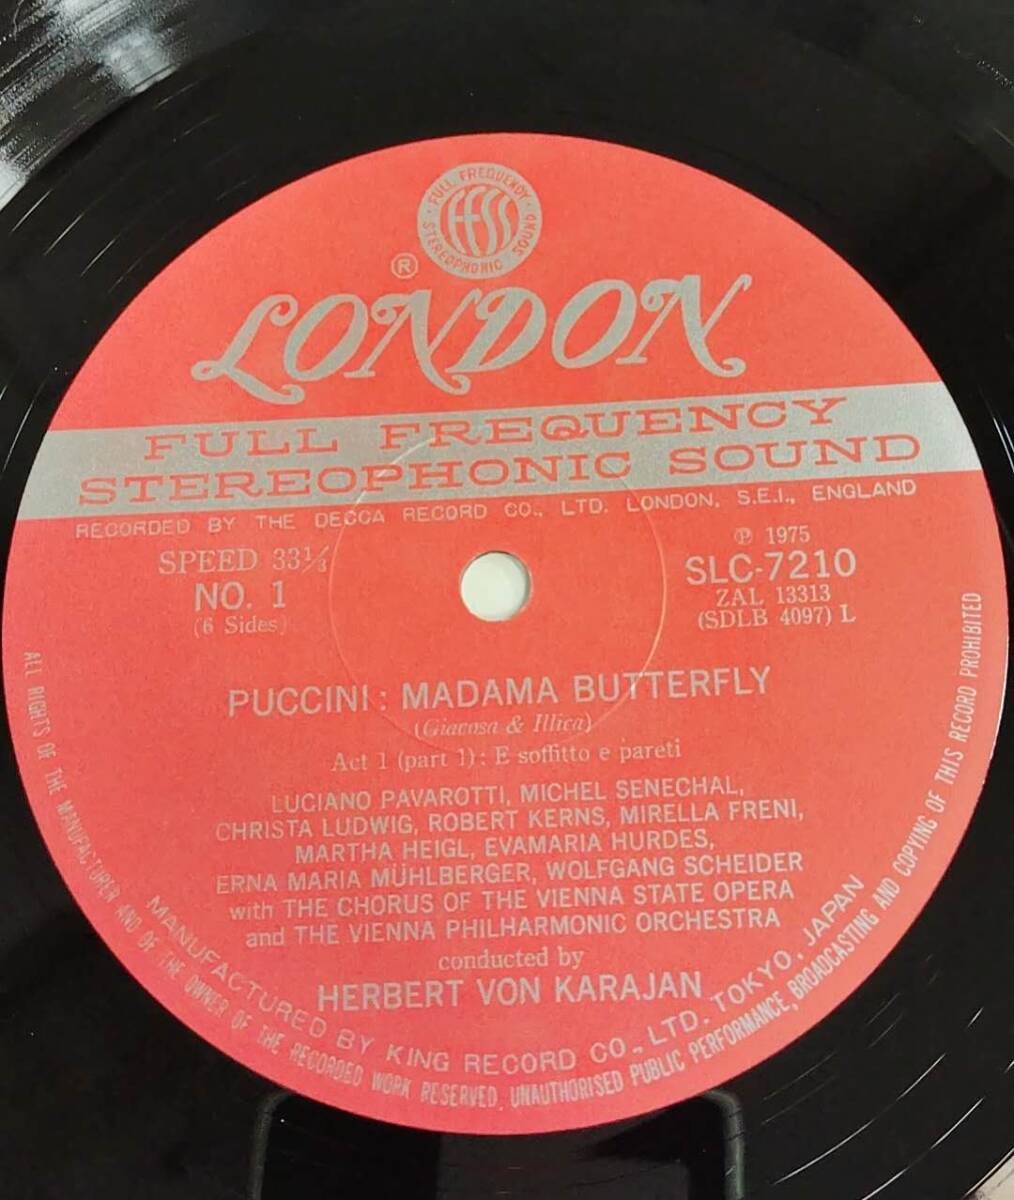 FULL FREQUENCY
STEREOPHONIC SOUND
FFSS
®
LONDON
FULL FREQUENCY
STEREOPHONIC SOUND
RECORDED BY THE DECCA RECORD CO., LTD. LONDON, S.E.I., ENGLAND
SPEED 33⅓
NO. 1
(6 Sides)
℗ 1975
SLC-7210
ZAL 13313
(SDLB 4097) L
PUCCINI: MADAMA BUTTERFLY
(Giacosa & Illica)
Act 1 (part 1): E soffitto e pareti
LUCIANO PAVAROTTI, MICHEL SENECHAL,
CHRISTA LUDWIG, ROBERT KERNS, MIRELLA FRENI,
MARTHA HEIGL, EVAMARIA HURDES,
ERNA MARIA MÜHLBERGER, WOLFGANG SCHEIDER
with THE CHORUS OF THE VIENNA STATE OPERA
and THE VIENNA PHILHARMONIC ORCHESTRA
conducted by
HERBERT VON KARAJAN
MANUFACTURED BY KING RECORD CO., LTD. TOKYO, JAPAN
ALL RIGHTS OF THE MANUFACTURER AND OF THE OWNER OF THE RECORDED WORK RESERVED. UNAUTHORISED PUBLIC PERFORMANCE, BROADCASTING AND COPYING OF THIS RECORD PROHIBITED